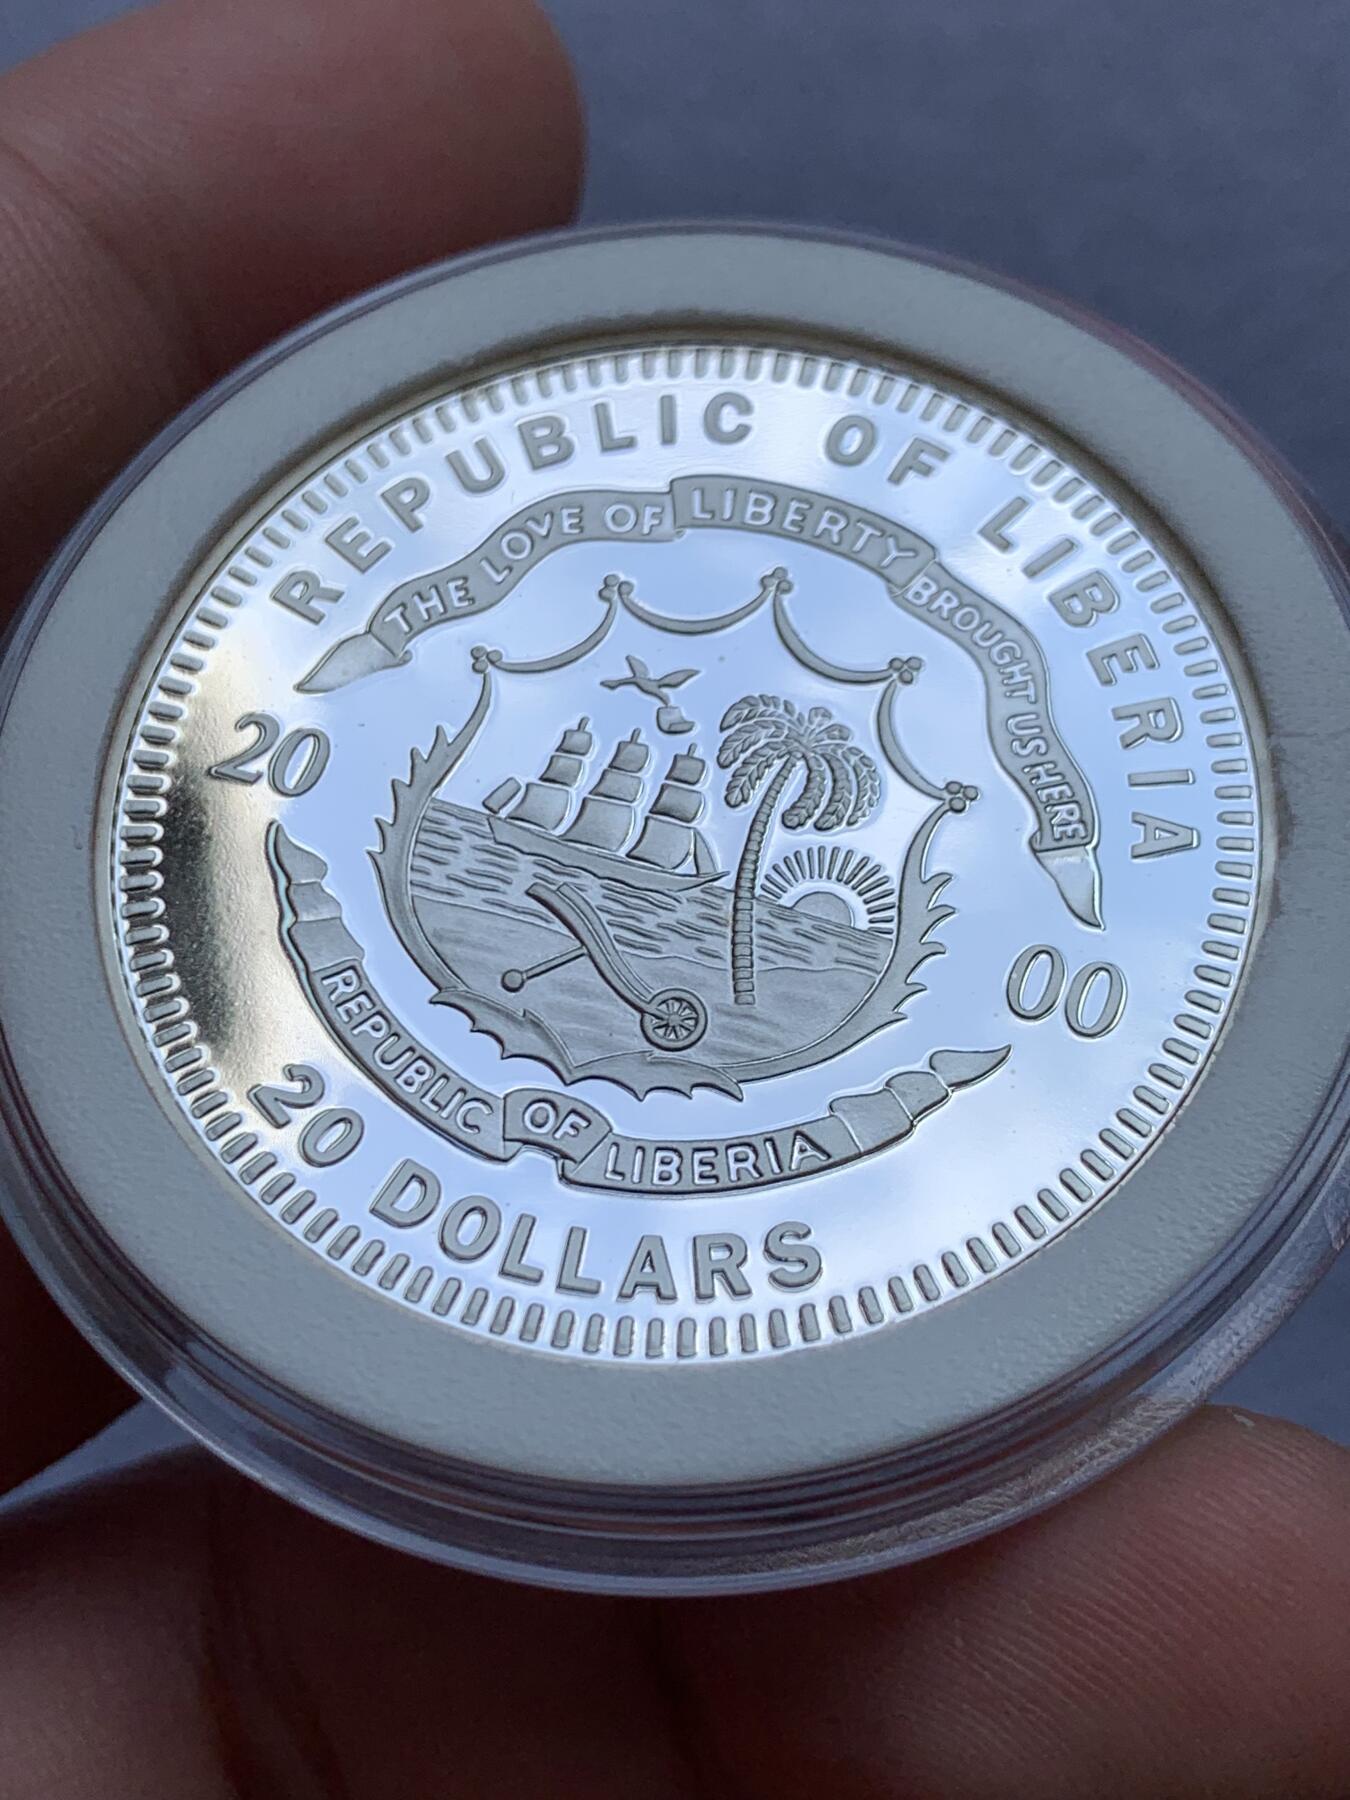 REPUBLIC OF LIBERIA
THE LOVE OF LIBERTY BROUGHT US HERE
20 00
REPUBLIC OF LIBERIA
20 DOLLARS